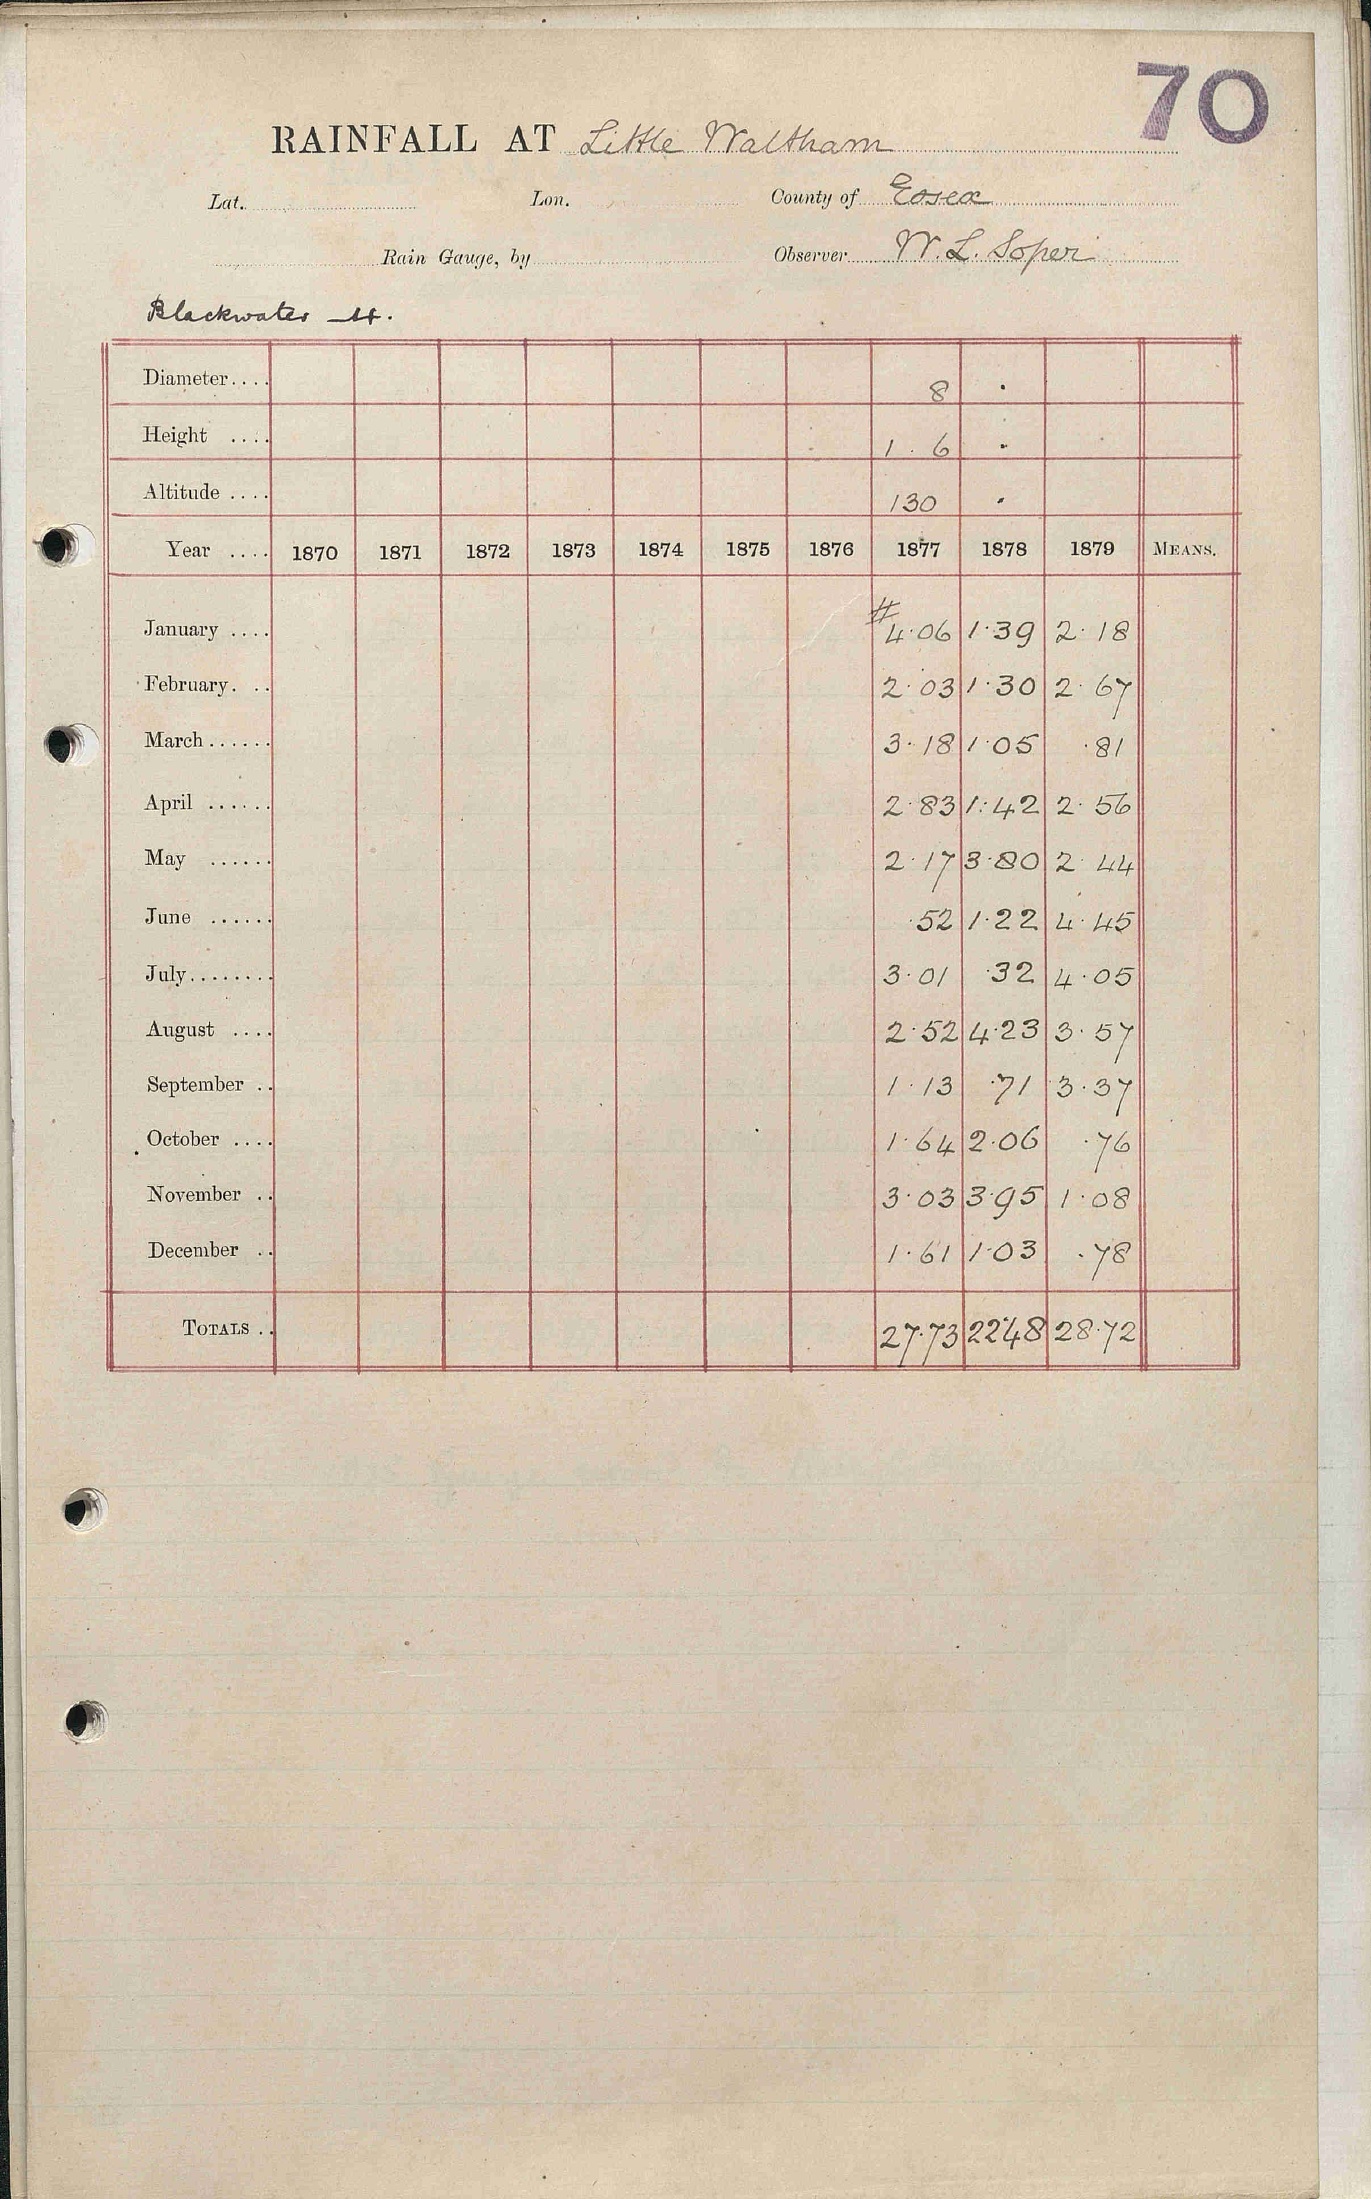 70
RAINFALL AT Little Waltham
Lat. Lon. County of Essex
Rain Gauge, by Observer W. L. Soper
Blackwater
Diameter.... 8 .
Height .... 1 . 6 .
Altitude .... 130 .
Year .... 1870 1871 1872 1873 1874 1875 1876 1877 1878 1879 MEANS.
#
January .... 4·06 1·39 2·18
February. .. 2·03 1·30 2·67
March...... 3·18 1·05 ·81
April ...... 2·83 1·42 2·56
May ...... 2·17 3·80 2·44
June ...... ·52 1·22 4·45
July........ 3·01 ·32 4·05
August .... 2·52 4·23 3·57
September .. 1·13 ·71 3·37
October .... 1·64 2·06 ·76
November .. 3·03 3·95 1·08
December .. 1·61 1·03 ·78
TOTALS .. 27·73 22·48 28·72